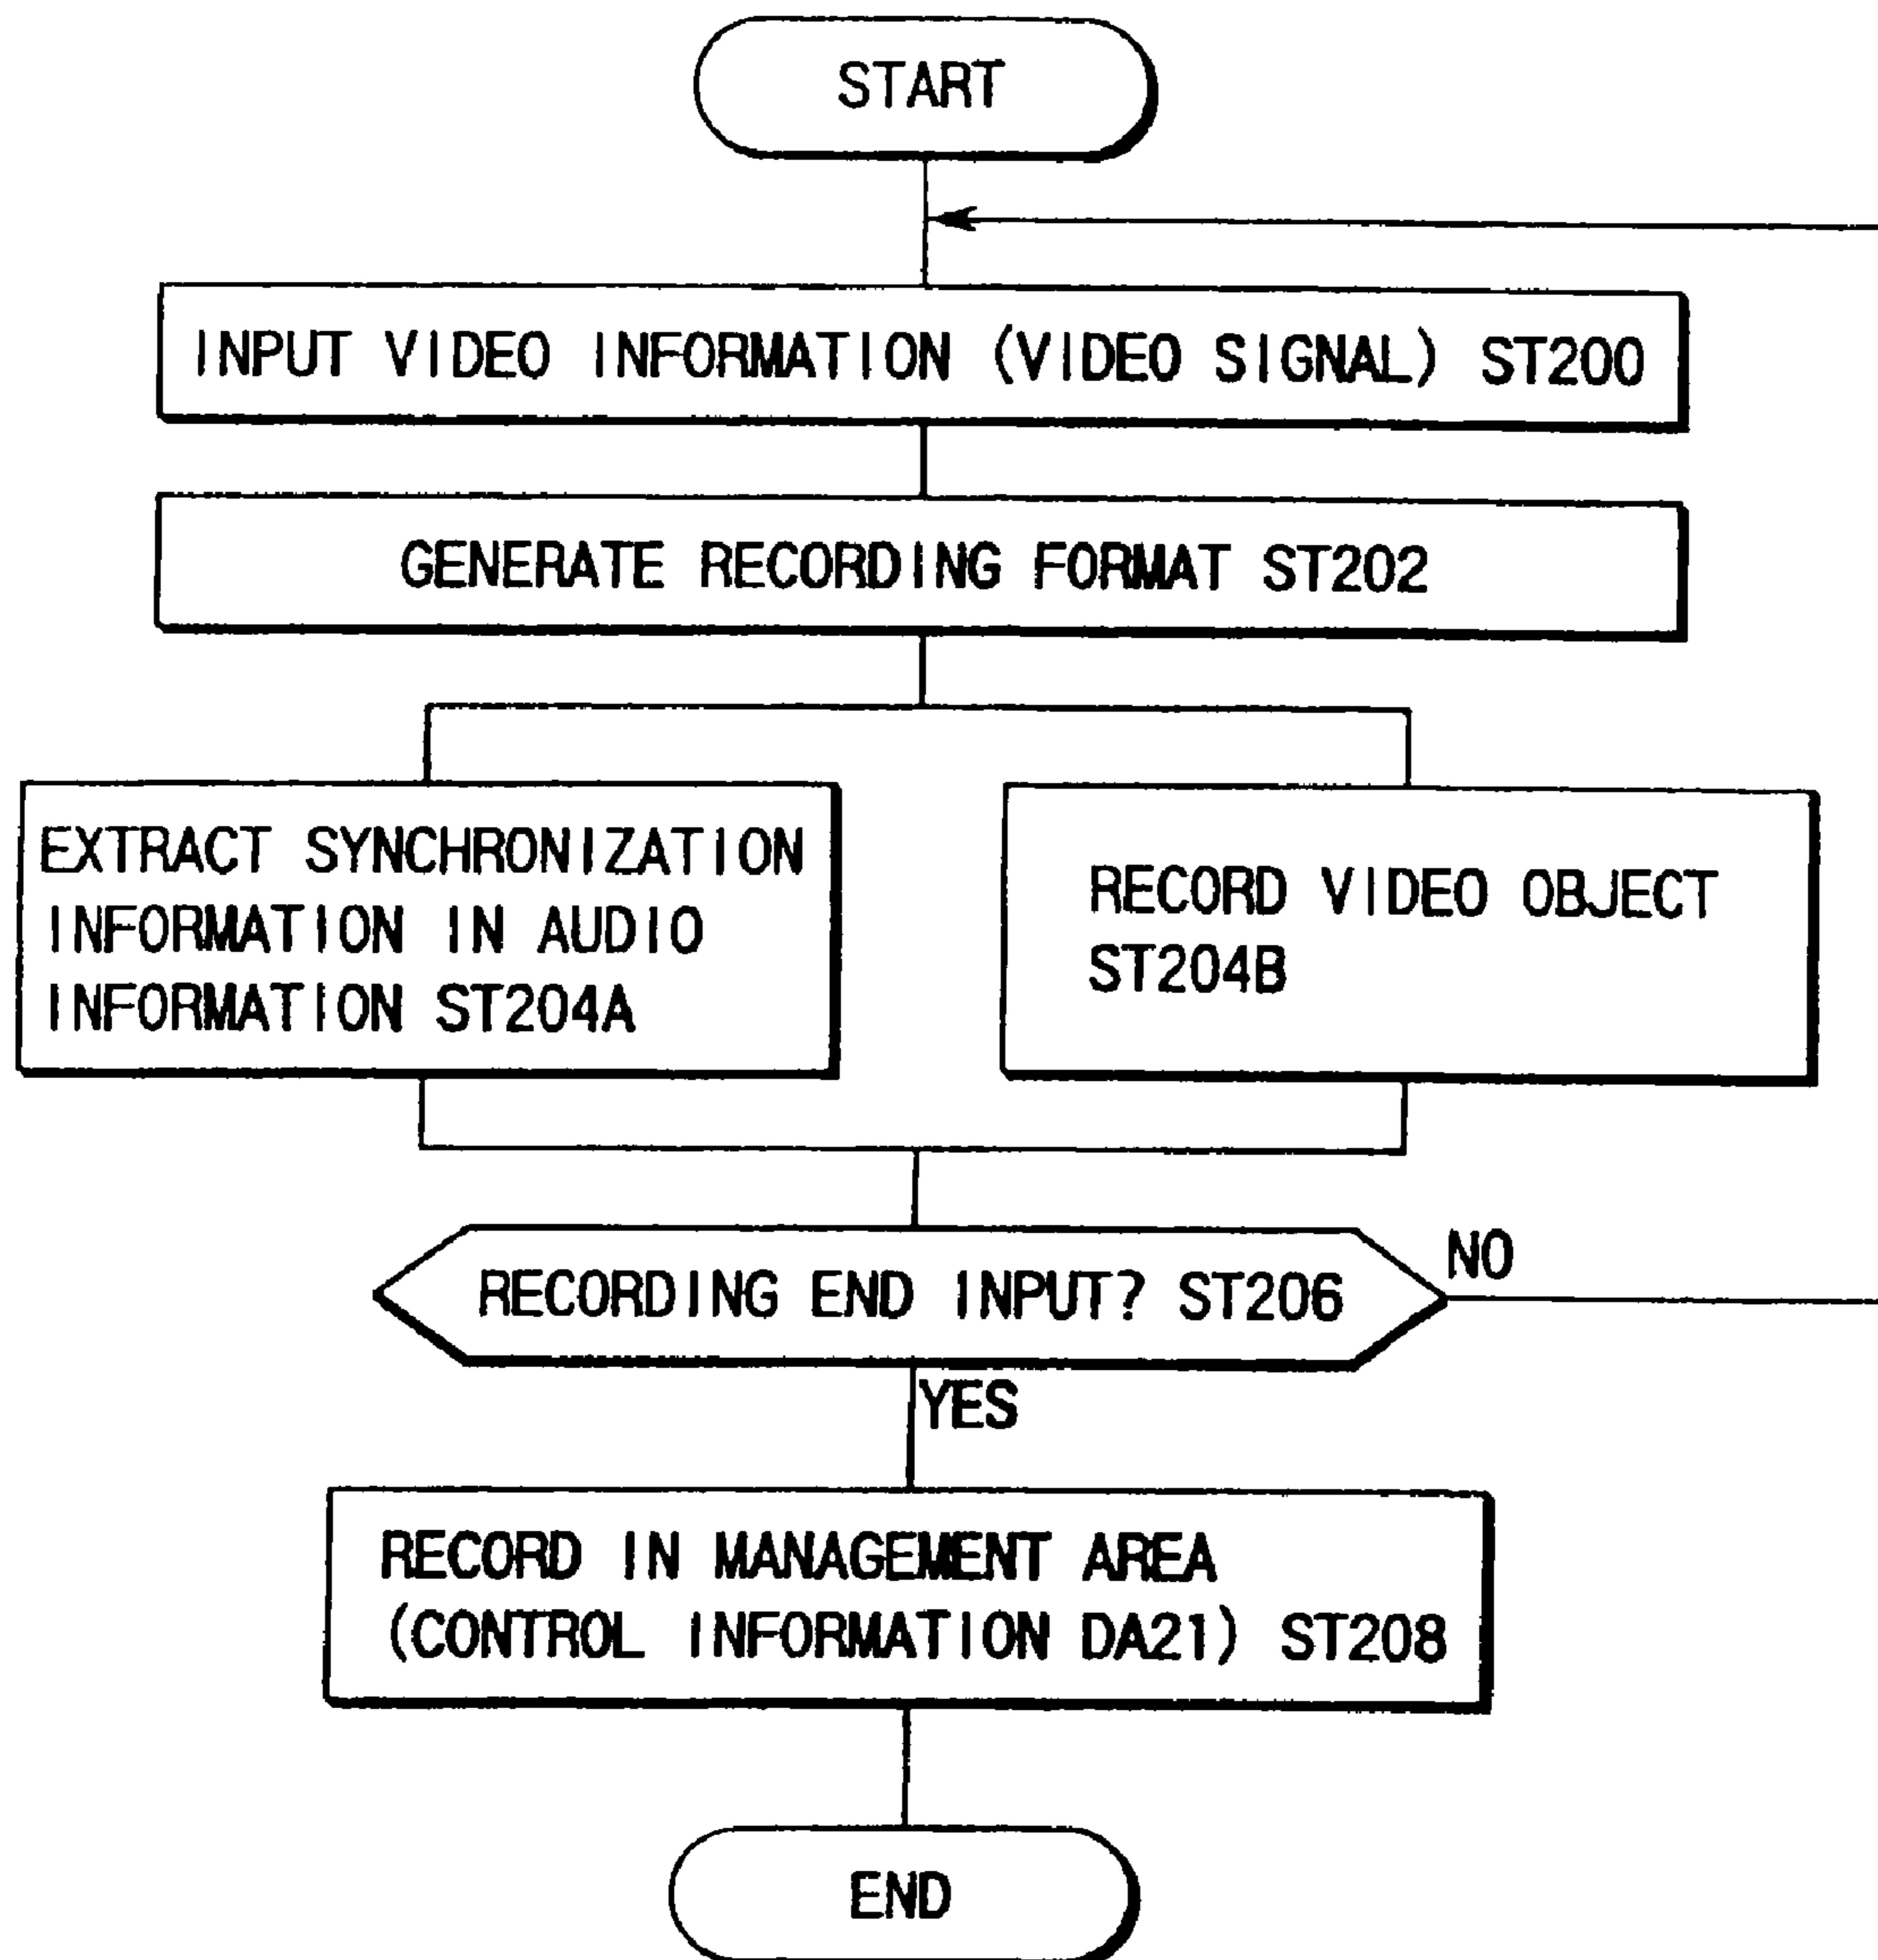 START
INPUT VIDEO INFORMATION (VIDEO SIGNAL) ST200
GENERATE RECORDING FORMAT ST202
EXTRACT SYNCHRONIZATION
INFORMATION IN AUDIO
INFORMATION ST204A
RECORD VIDEO OBJECT
ST204B
RECORDING END INPUT? ST206
NO
YES
RECORD IN MANAGEMENT AREA
(CONTROL INFORMATION DA21) ST208
END